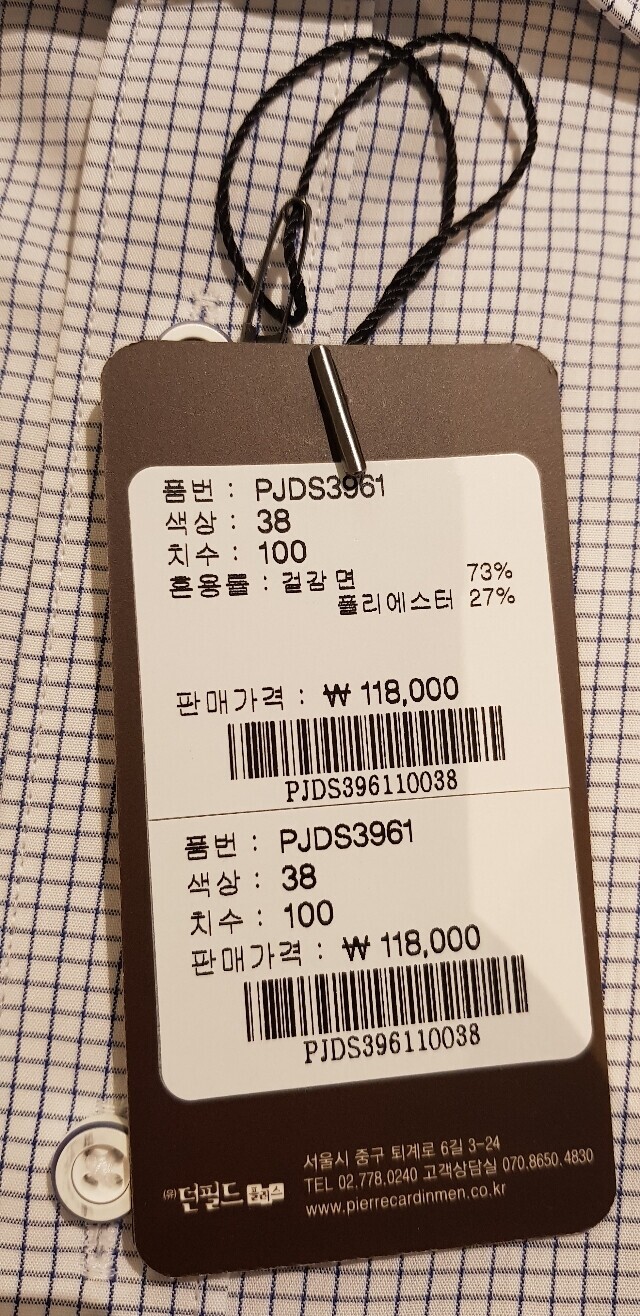 품번 : PJDS3961
색상 : 38
치수 : 100
혼용률 : 겉감 면 73%
폴리에스터 27%
판매가격 : ₩ 118,000
PJDS396110038
품번 : PJDS3961
색상 : 38
치수 : 100
판매가격 : ₩ 118,000
PJDS396110038
서울시 중구 퇴계로 6길 3-24
TEL 02.778.0240 고객상담실 070.8650.4830
www.pierrecardinmen.co.kr
(유)던필드플러스